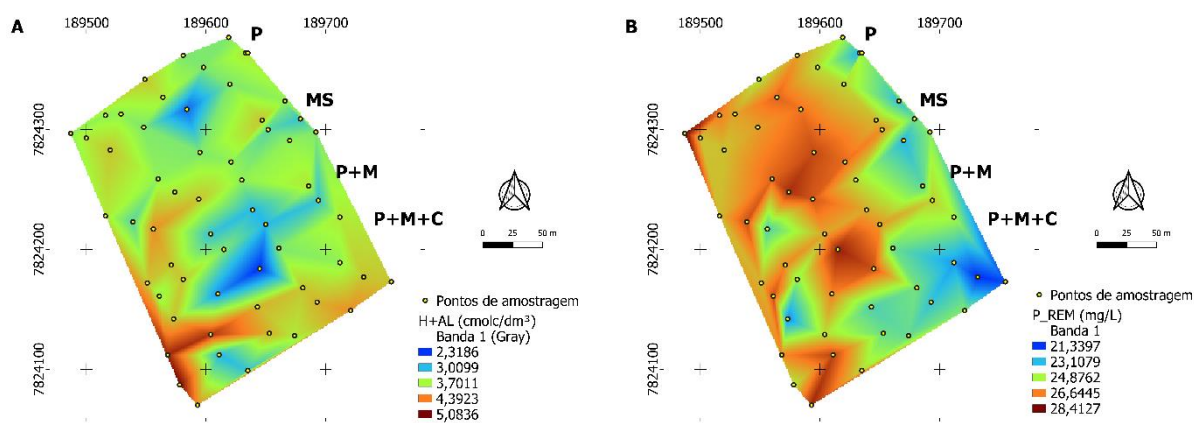 A
189500
189600
189700
7824300
7824200
7824100
P
MS
P+M
P+M+C
0
25
50 m
Pontos de amostragem
H+AL (cmolc/dm³)
Banda 1 (Gray)
2,3186
3,0099
3,7011
4,3923
5,0836
B
189500
189600
189700
7824300
7824200
7824100
P
MS
P+M
P+M+C
0
25
50 m
Pontos de amostragem
P_REM (mg/L)
Banda 1
21,3397
23,1079
24,8762
26,6445
28,4127